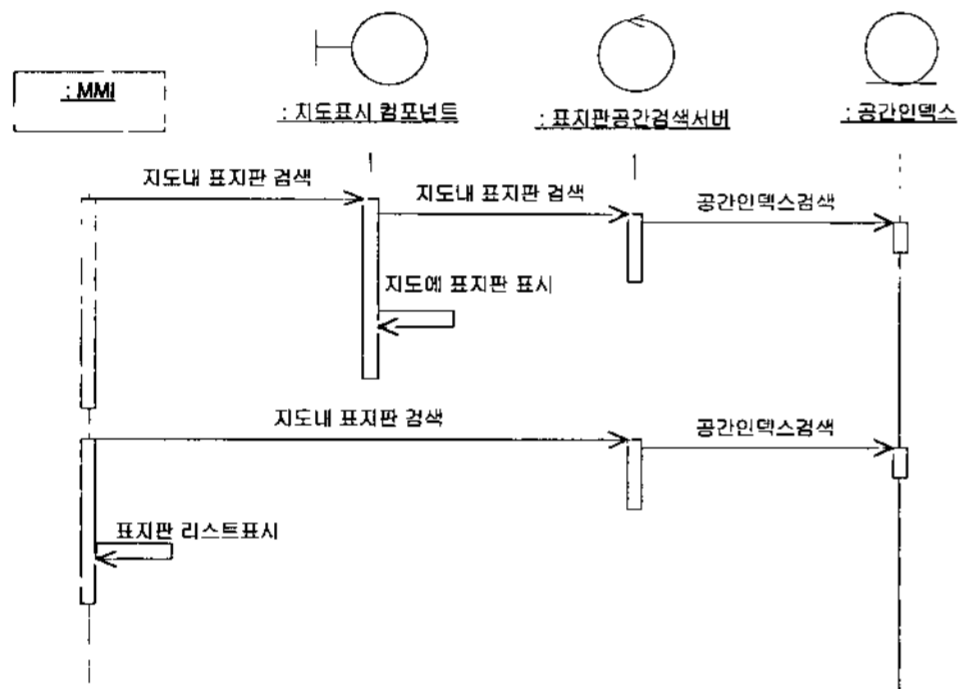 : MMI
: 지도표시 컴포넌트
: 표지판공간검색서버
: 공간인덱스
지도내 표지판 검색
지도내 표지판 검색
공간인덱스검색
지도에 표지판 표시
지도내 표지판 검색
공간인덱스검색
표지판 리스트표시